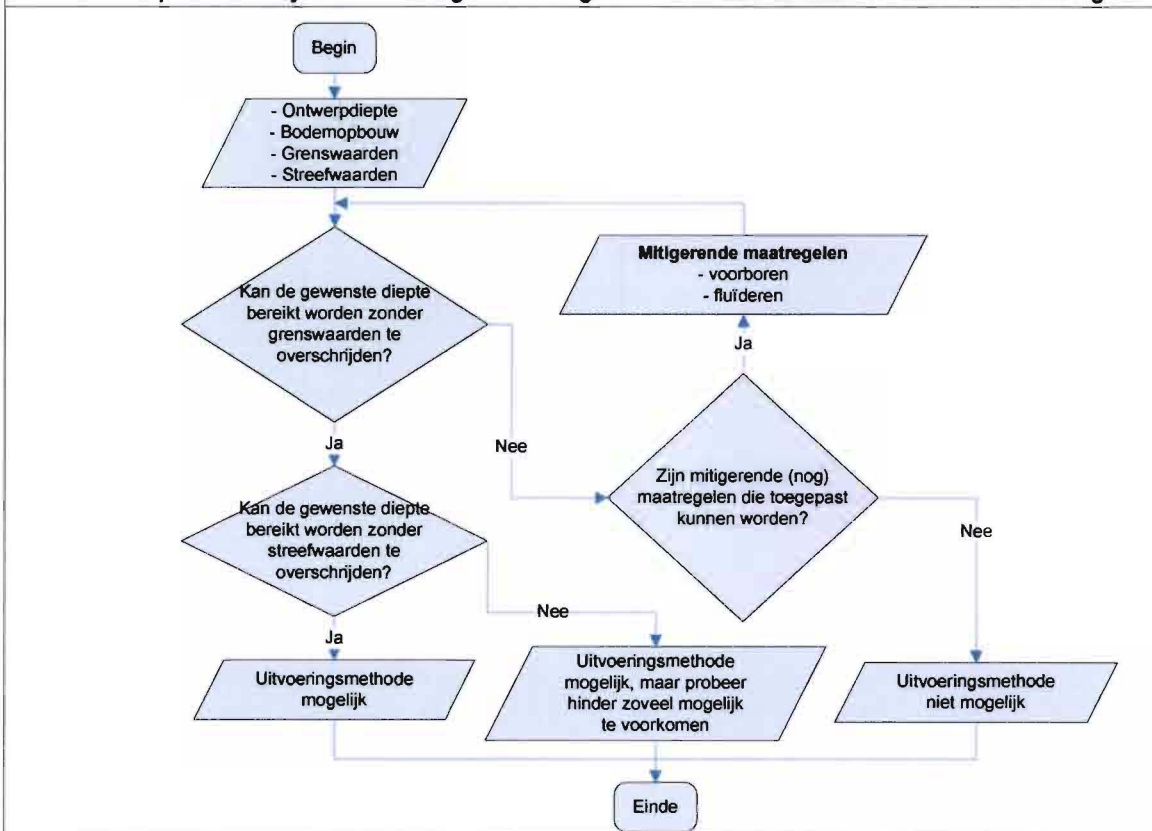 Begin
- Ontwerpdiepte
- Bodemopbouw
- Grenswaarden
- Streefwaarden
Mitigerende maatregelen
- voorboren
- fluïderen
Kan de gewenste diepte
bereikt worden zonder
grenswaarden te
overschrijden?
Ja
Ja
Nee
Zijn mitigerende (nog)
maatregelen die toegepast
kunnen worden?
Kan de gewenste diepte
bereikt worden zonder
streefwaarden te
overschrijden?
Nee
Nee
Ja
Uitvoeringsmethode
mogelijk
Uitvoeringsmethode
mogelijk, maar probeer
hinder zoveel mogelijk
te voorkomen
Uitvoeringsmethode
niet mogelijk
Einde